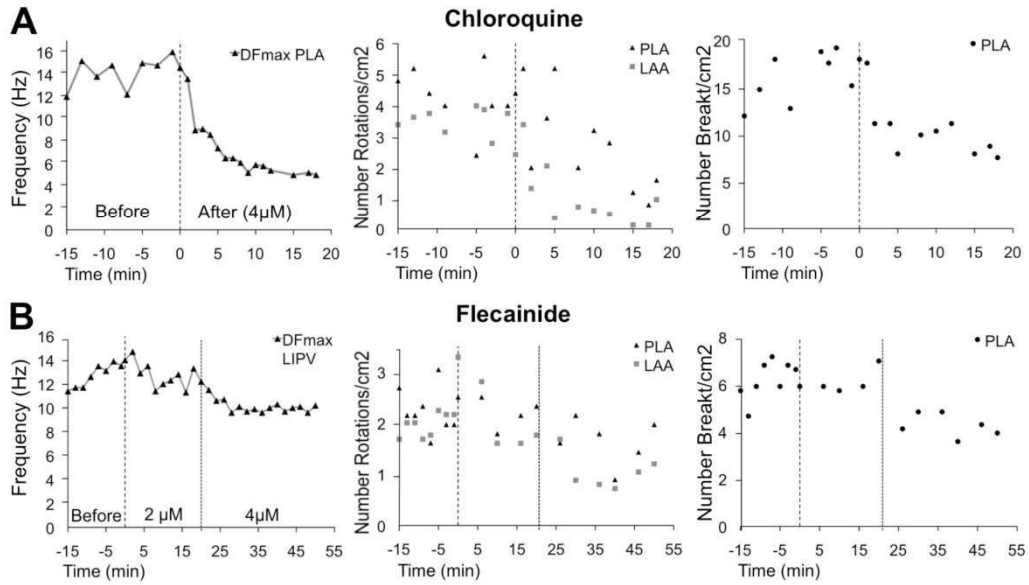 A
Chloroquine
Frequency (Hz)
16
14
12
10
8
6
4
2
0
DFmax PLA
Before
After (4μM)
-15 -10 -5 0 5 10 15 20
Time (min)
Number Rotations/cm2
6
5
4
3
2
1
0
PLA
LAA
-15 -10 -5 0 5 10 15 20
Time (min)
Number Breakt/cm2
20
15
10
5
0
PLA
-15 -10 -5 0 5 10 15 20
Time (min)
B
Flecainide
Frequency (Hz)
16
14
12
10
8
6
4
2
0
DFmax
LIPV
Before
2 μM
4μM
-15 -5 5 15 25 35 45 55
Time (min)
Number Rotations/cm2
3
2
1
0
PLA
LAA
-15 -5 5 15 25 35 45 55
Time (min)
Number Breakt/cm2
8
6
4
2
0
PLA
-15 -5 5 15 25 35 45 55
Time (min)